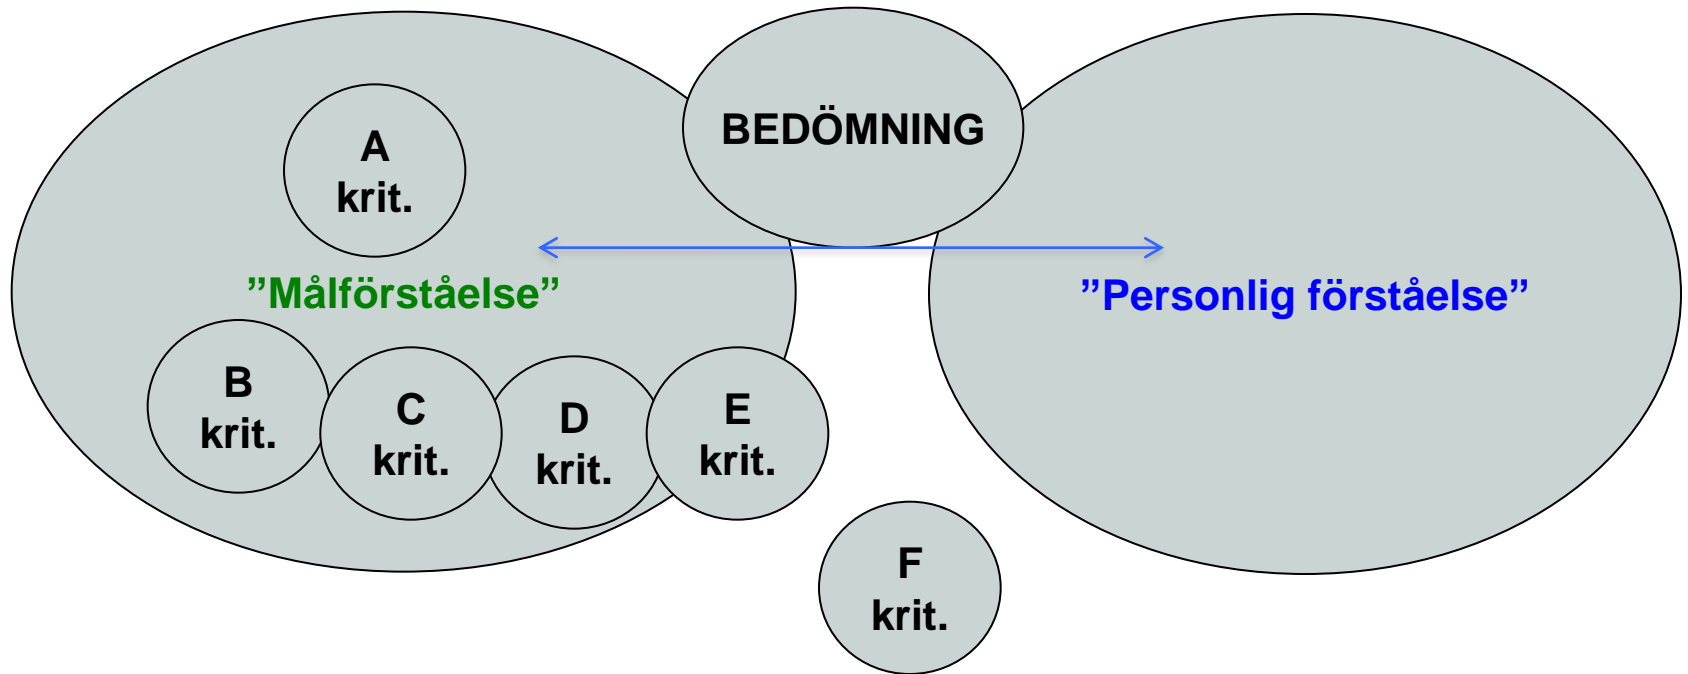 BEDÖMNING
A
krit.
”Målförståelse”
”Personlig förståelse”
B
krit.
C
krit.
D
krit.
E
krit.
F
krit.